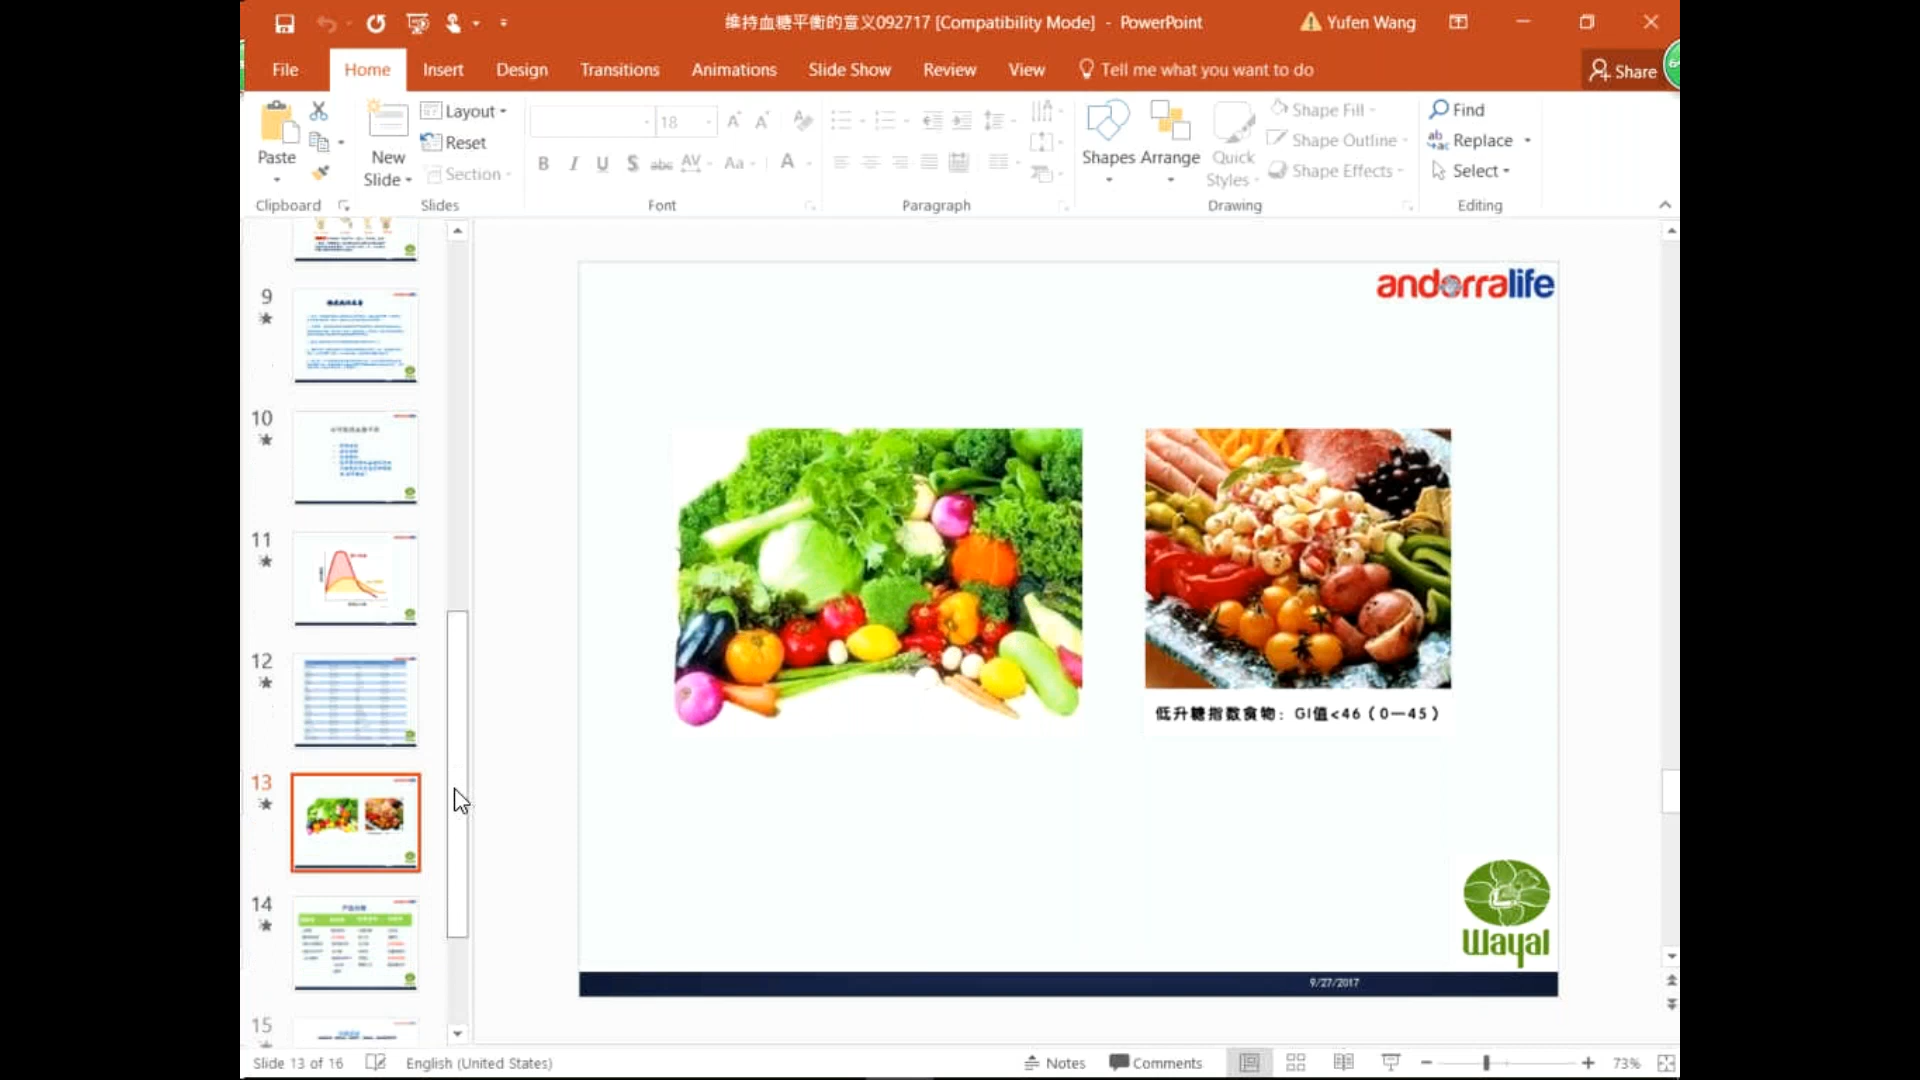 维持血糖平衡的意义092717 [Compatibility Mode] - PowerPoint
Yufen Wang
File
Home
Insert
Design
Transitions
Animations
Slide Show
Review
View
Tell me what you want to do
Share
Paste
New
Slide
Layout
Reset
Section
18
B I U S abc AV Aa A
Shapes
Arrange
Quick
Styles
Shape Fill
Shape Outline
Shape Effects
Find
Replace
Select
Clipboard
Slides
Font
Paragraph
Drawing
Editing
9
10
11
12
13
14
15
andorralife
低升糖指数食物：GI值<46（0—45）
Wayal
9/27/2017
Slide 13 of 16
English (United States)
Notes
Comments
73%